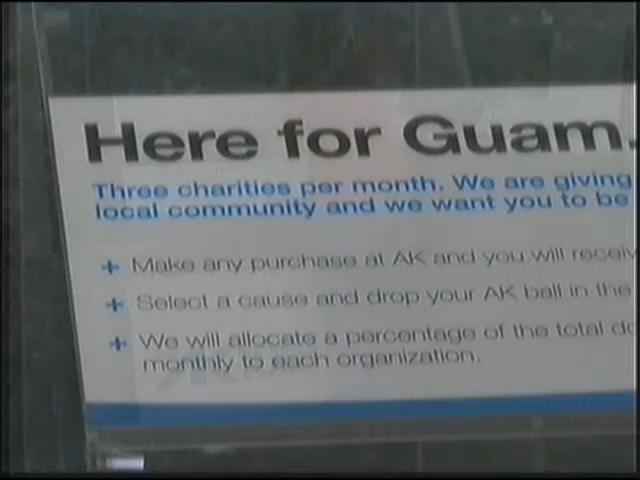 Here for Guam.
Three charities per month. We are giving
local community and we want you to be
+ Make any purchase at AK and you will receiv
+ Select a cause and drop your AK ball in the
+ We will allocate a percentage of the total do
monthly to each organization.